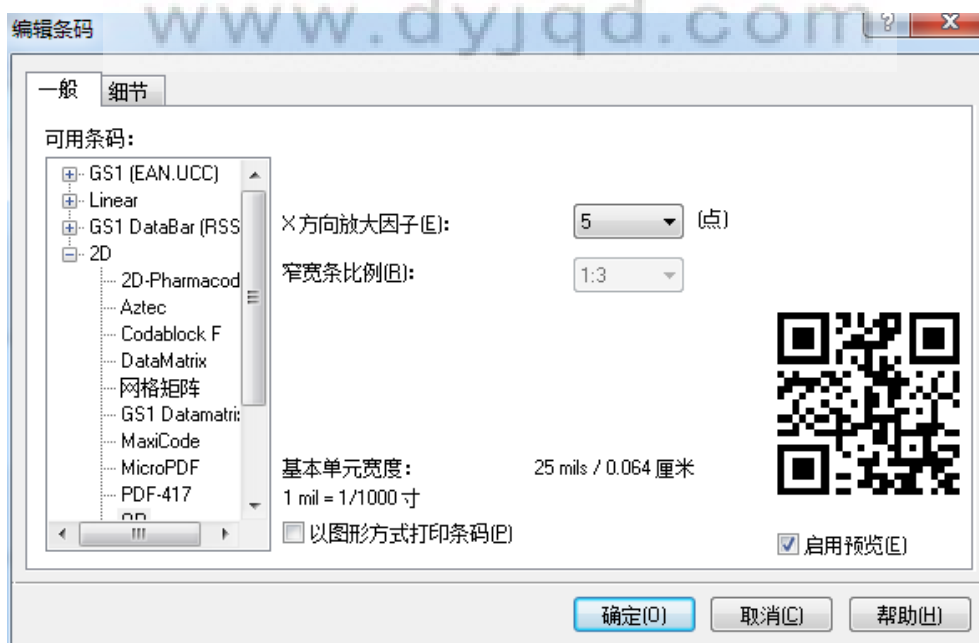 www.dyjqd.com
编辑条码
一般 细节
可用条码:
GS1 (EAN.UCC)
Linear
GS1 DataBar (RSS
2D
2D-Pharmacod
Aztec
Codablock F
DataMatrix
网格矩阵
GS1 Datamatri
MaxiCode
MicroPDF
PDF-417
X 方向放大因子(E): 5 (点)
窄宽条比例(R): 1:3
基本单元宽度: 25 mils / 0.064 厘米
1 mil = 1/1000 寸
以图形方式打印条码(P)
启用预览(E)
确定(O) 取消(C) 帮助(H)